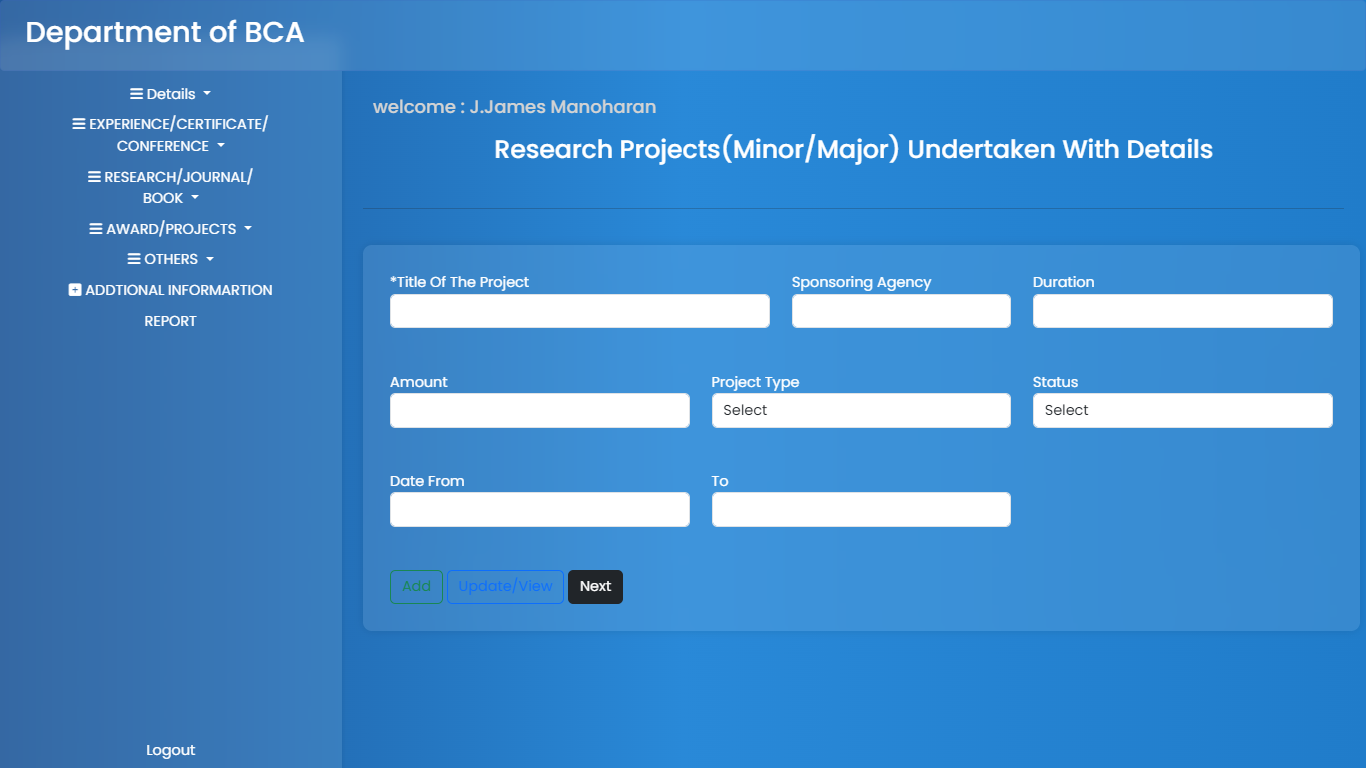 Department of BCA
Details
EXPERIENCE/CERTIFICATE/
CONFERENCE
RESEARCH/JOURNAL/
BOOK
AWARD/PROJECTS
OTHERS
ADDTIONAL INFORMARTION
REPORT
Logout
welcome : J.James Manoharan
Research Projects(Minor/Major) Undertaken With Details
*Title Of The Project
Sponsoring Agency
Duration
Amount
Project Type
Status
Select
Select
Date From
To
Add
Update/View
Next